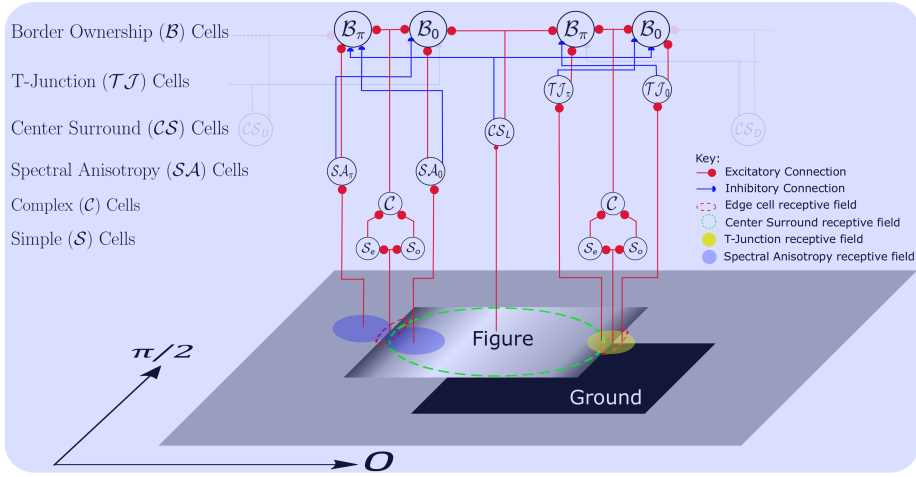 Border Ownership (ℬ) Cells
ℬπ ℬ0 ℬπ ℬ0
T-Junction (𝒯𝒥) Cells
𝒯𝒥π 𝒯𝒥0
Center Surround (𝒞𝒮) Cells
𝒞𝒮D 𝒞𝒮L 𝒞𝒮D
Spectral Anisotropy (𝒮𝒜) Cells
𝒮𝒜π 𝒮𝒜0
Complex (𝒞) Cells
𝒞 𝒞
Simple (𝒮) Cells
𝒮e 𝒮o 𝒮e 𝒮o
Key:
Excitatory Connection
Inhibitory Connection
Edge cell receptive field
Center Surround receptive field
T-Junction receptive field
Spectral Anisotropy receptive field
Figure
Ground
π/2
0